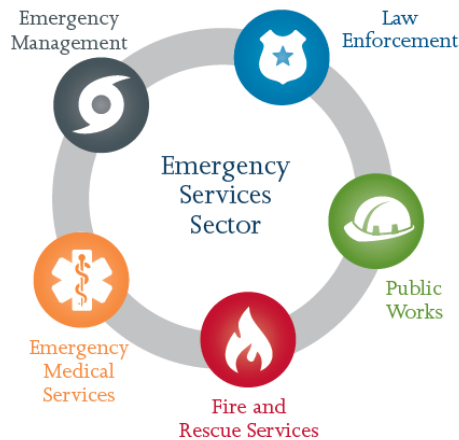 Emergency
Management
Law
Enforcement
Emergency
Services
Sector
Public
Works
Emergency
Medical
Services
Fire and
Rescue Services